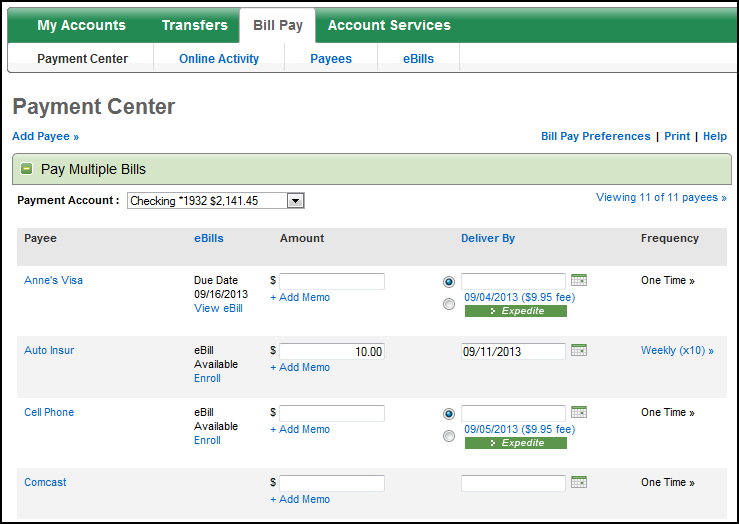 My Accounts Transfers Bill Pay Account Services
Payment Center Online Activity Payees eBills
Payment Center
Add Payee » Bill Pay Preferences | Print | Help
Pay Multiple Bills
Payment Account : Checking *1932 $2,141.45 Viewing 11 of 11 payees »
Payee eBills Amount Deliver By Frequency
Anne's Visa Due Date $ One Time »
09/16/2013 + Add Memo 09/04/2013 ($9.95 fee)
View eBill Expedite
Auto Insur eBill $ 10.00 09/11/2013 Weekly (x10) »
Available + Add Memo
Enroll
Cell Phone eBill $ One Time »
Available + Add Memo 09/05/2013 ($9.95 fee)
Enroll Expedite
Comcast $ One Time »
+ Add Memo